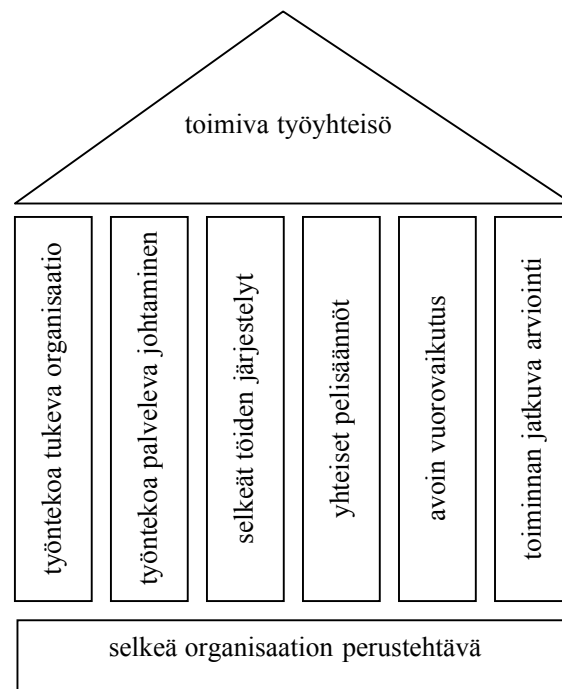 toimiva työyhteisö
työntekoa tukeva organisaatio
työntekoa palveleva johtaminen
selkeät töiden järjestelyt
yhteiset pelisäännöt
avoin vuorovaikutus
toiminnan jatkuva arviointi
selkeä organisaation perustehtävä